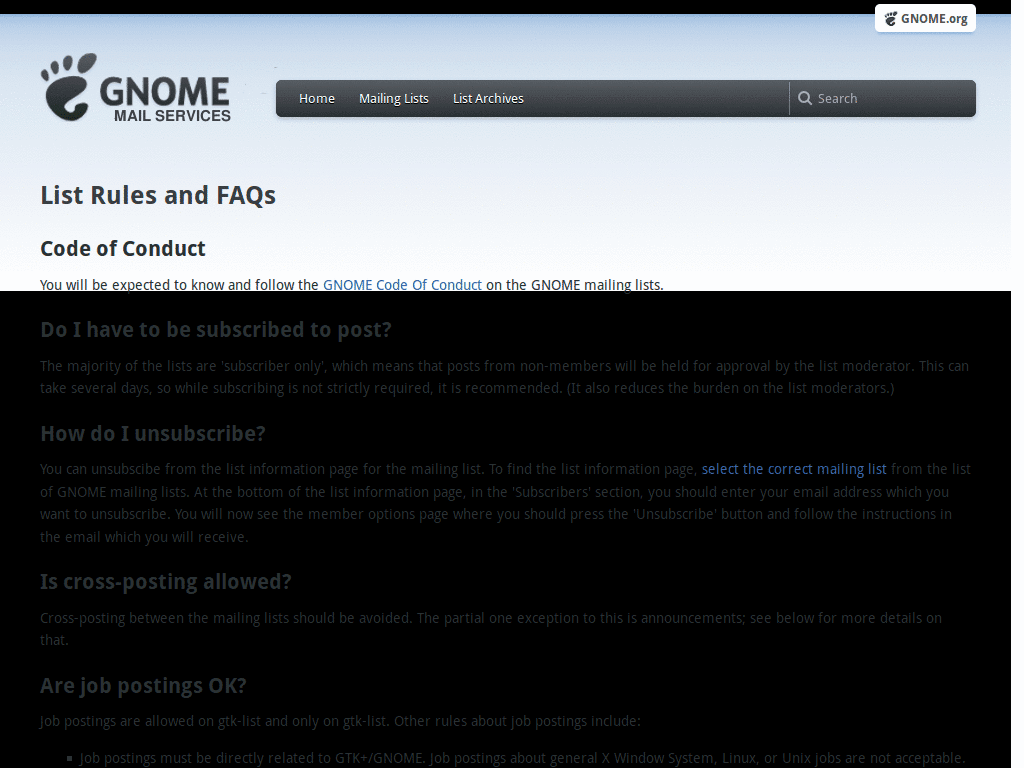 GNOME.org
GNOME
MAIL SERVICES
Home Mailing Lists List Archives Search
List Rules and FAQs
Code of Conduct
You will be expected to know and follow the GNOME Code Of Conduct on the GNOME mailing lists.
Do I have to be subscribed to post?
The majority of the lists are 'subscriber only', which means that posts from non-members will be held for approval by the list moderator. This can
take several days, so while subscribing is not strictly required, it is recommended. (It also reduces the burden on the list moderators.)
How do I unsubscribe?
You can unsubscibe from the list information page for the mailing list. To find the list information page, select the correct mailing list from the list
of GNOME mailing lists. At the bottom of the list information page, in the 'Subscribers' section, you should enter your email address which you
want to unsubscribe. You will now see the member options page where you should press the 'Unsubscribe' button and follow the instructions in
the email which you will receive.
Is cross-posting allowed?
Cross-posting between the mailing lists should be avoided. The partial one exception to this is announcements; see below for more details on
that.
Are job postings OK?
Job postings are allowed on gtk-list and only on gtk-list. Other rules about job postings include:
Job postings must be directly related to GTK+/GNOME. Job postings about general X Window System, Linux, or Unix jobs are not acceptable.